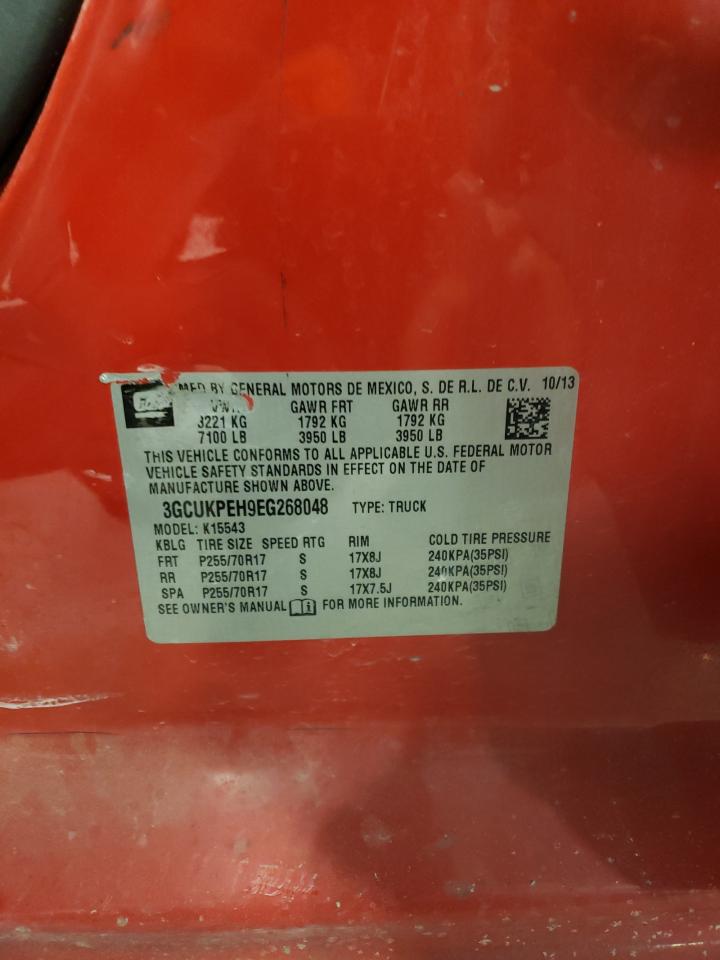 MFD BY GENERAL MOTORS DE MEXICO, S. DE R.L. DE C.V. 10/13
GAWR FRT GAWR RR
3221 KG 1792 KG 1792 KG
7100 LB 3950 LB 3950 LB
THIS VEHICLE CONFORMS TO ALL APPLICABLE U.S. FEDERAL MOTOR
VEHICLE SAFETY STANDARDS IN EFFECT ON THE DATE OF
MANUFACTURE SHOWN ABOVE.
3GCUKPEH9EG268048 TYPE: TRUCK
MODEL: K15543
KBLG TIRE SIZE SPEED RTG RIM COLD TIRE PRESSURE
FRT P255/70R17 S 17X8J 240KPA(35PSI)
RR P255/70R17 S 17X8J 240KPA(35PSI)
SPA P255/70R17 S 17X7.5J 240KPA(35PSI)
SEE OWNER'S MANUAL FOR MORE INFORMATION.